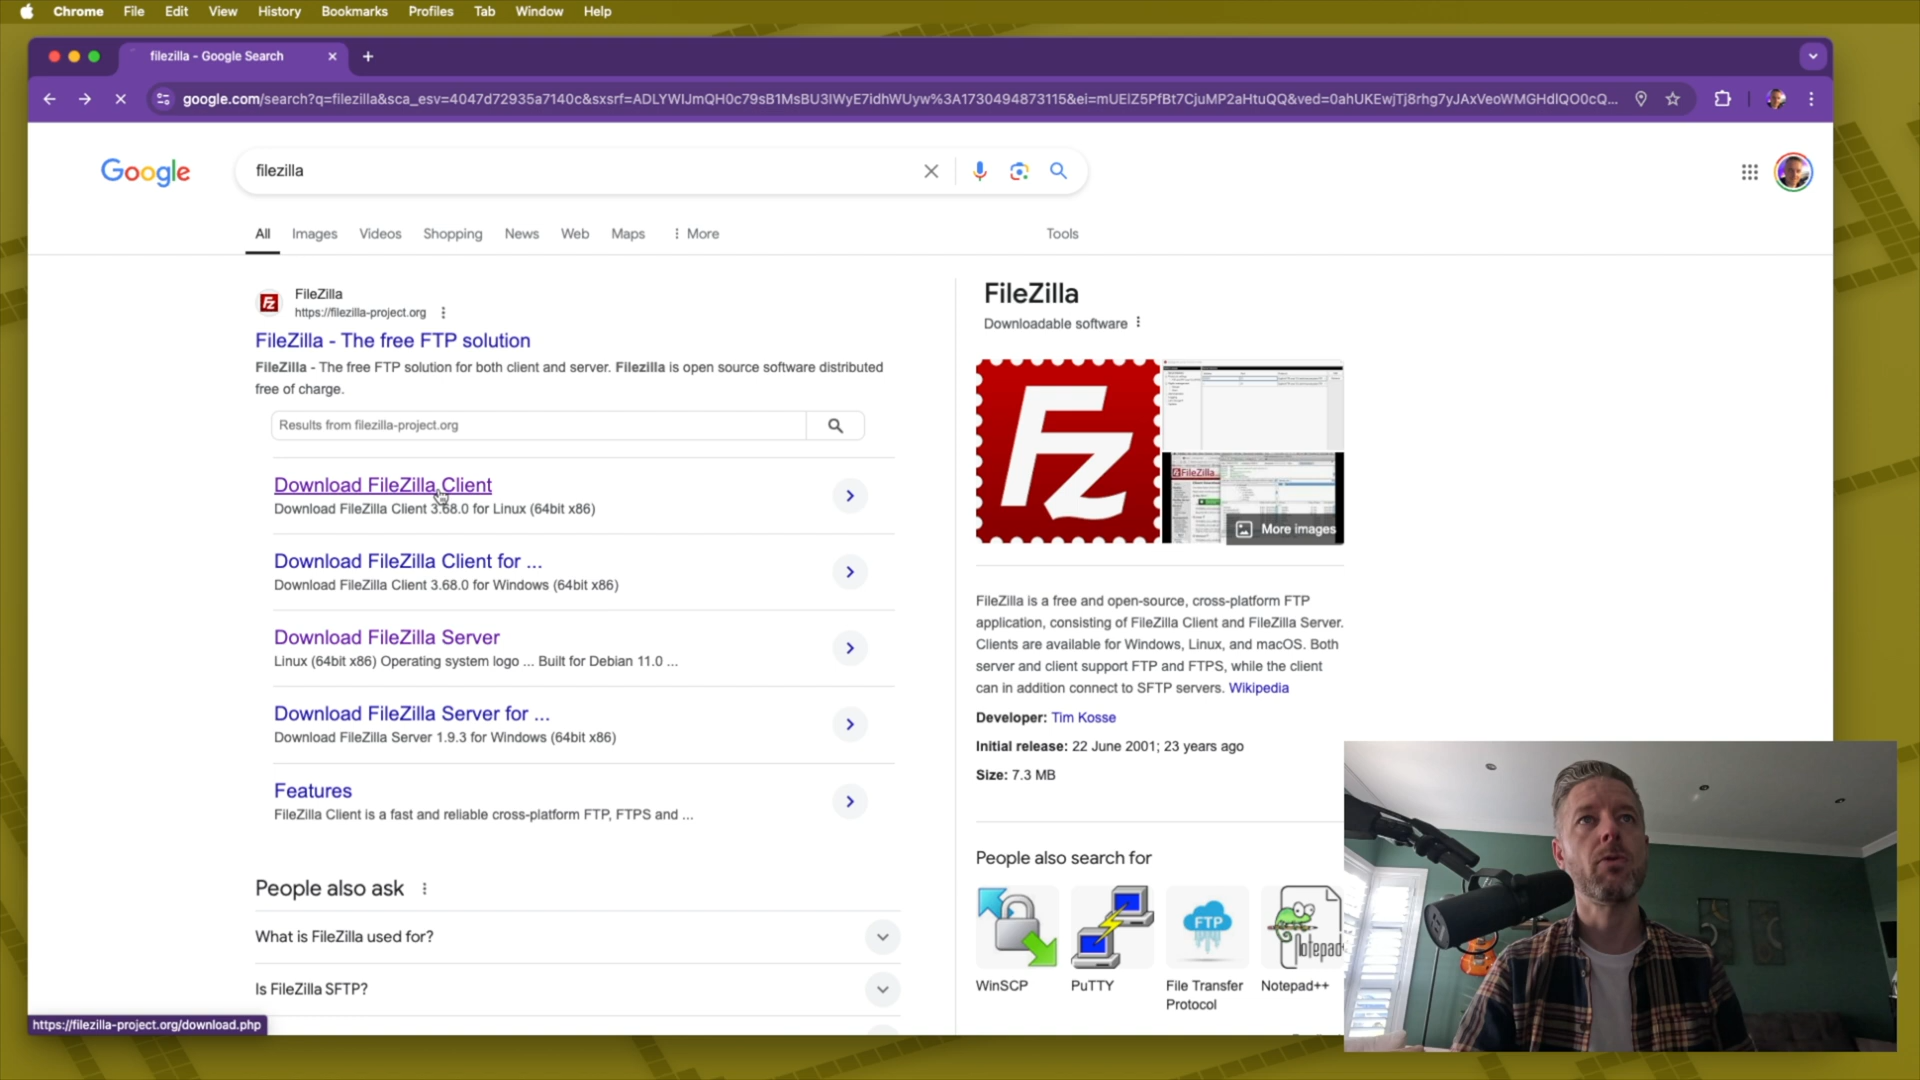 Chrome File Edit View History Bookmarks Profiles Tab Window Help
filezilla - Google Search
google.com/search?q=filezilla&sca_esv=4047d72935a7140c&sxsrf=ADLYWIJmQH0c79sB1MsBU3IWyE7idhWUyw%3A1730494873115&ei=mUElZ5PfBt7CjuMP2aHtuQQ&ved=0ahUKEwjTj8rhg7yJAxVeoWMGHdlQO0cQ...
Google
filezilla
All Images Videos Shopping News Web Maps More Tools
FileZilla
https://filezilla-project.org
FileZilla - The free FTP solution
FileZilla - The free FTP solution for both client and server. Filezilla is open source software distributed
free of charge.
Results from filezilla-project.org
Download FileZilla Client
Download FileZilla Client 3.68.0 for Linux (64bit x86)
Download FileZilla Client for ...
Download FileZilla Client 3.68.0 for Windows (64bit x86)
Download FileZilla Server
Linux (64bit x86) Operating system logo ... Built for Debian 11.0 ...
Download FileZilla Server for ...
Download FileZilla Server 1.9.3 for Windows (64bit x86)
Features
FileZilla Client is a fast and reliable cross-platform FTP, FTPS and ...
People also ask
What is FileZilla used for?
Is FileZilla SFTP?
https://filezilla-project.org/download.php
FileZilla
Downloadable software
Fz
FileZilla
More images
FileZilla is a free and open-source, cross-platform FTP
application, consisting of FileZilla Client and FileZilla Server.
Clients are available for Windows, Linux, and macOS. Both
server and client support FTP and FTPS, while the client
can in addition connect to SFTP servers. Wikipedia
Developer: Tim Kosse
Initial release: 22 June 2001; 23 years ago
Size: 7.3 MB
People also search for
FTP
Notepad
WinSCP
PuTTY
File Transfer
Protocol
Notepad++